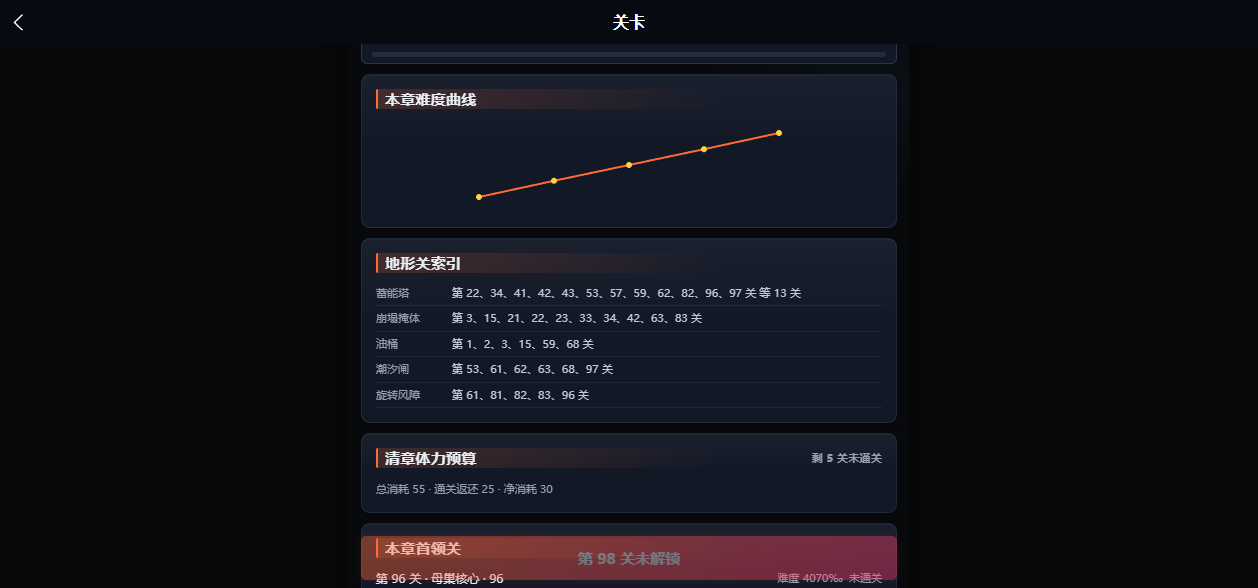 关卡
本章难度曲线
地形关索引
蓄能塔 第 22、34、41、42、43、53、57、59、62、82、96、97 关 等 13 关
崩塌掩体 第 3、15、21、22、23、33、34、42、63、83 关
油桶 第 1、2、3、15、59、68 关
潮汐闸 第 53、61、62、63、68、97 关
旋转风障 第 61、81、82、83、96 关
清章体力预算 剩 5 关未通关
总消耗 55 · 通关返还 25 · 净消耗 30
本章首领关
第 98 关未解锁
第 96 关 · 母巢核心 · 96 难度 4070‰ 未通关